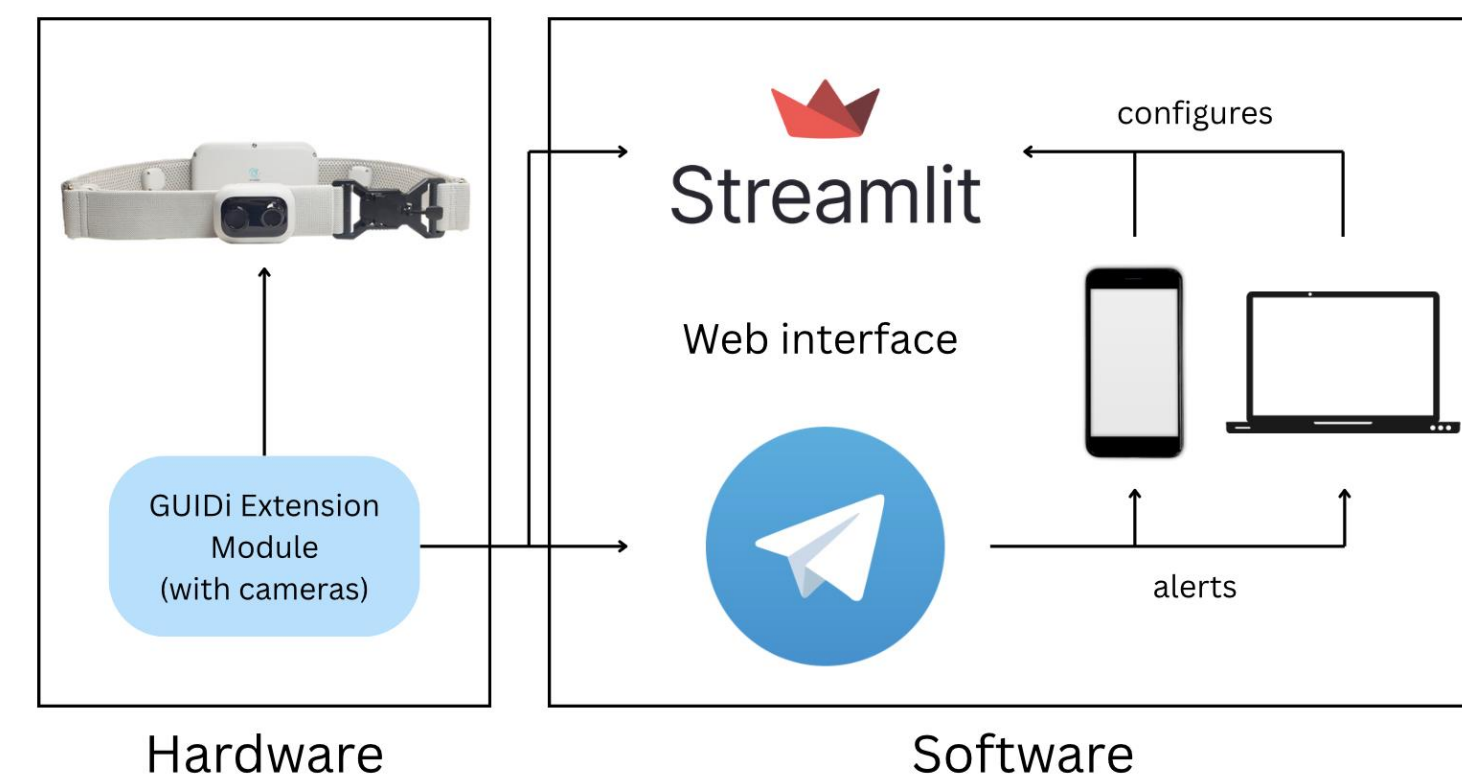 configures
Streamlit
Web interface
GUIDi Extension
Module
(with cameras)
alerts
Hardware
Software